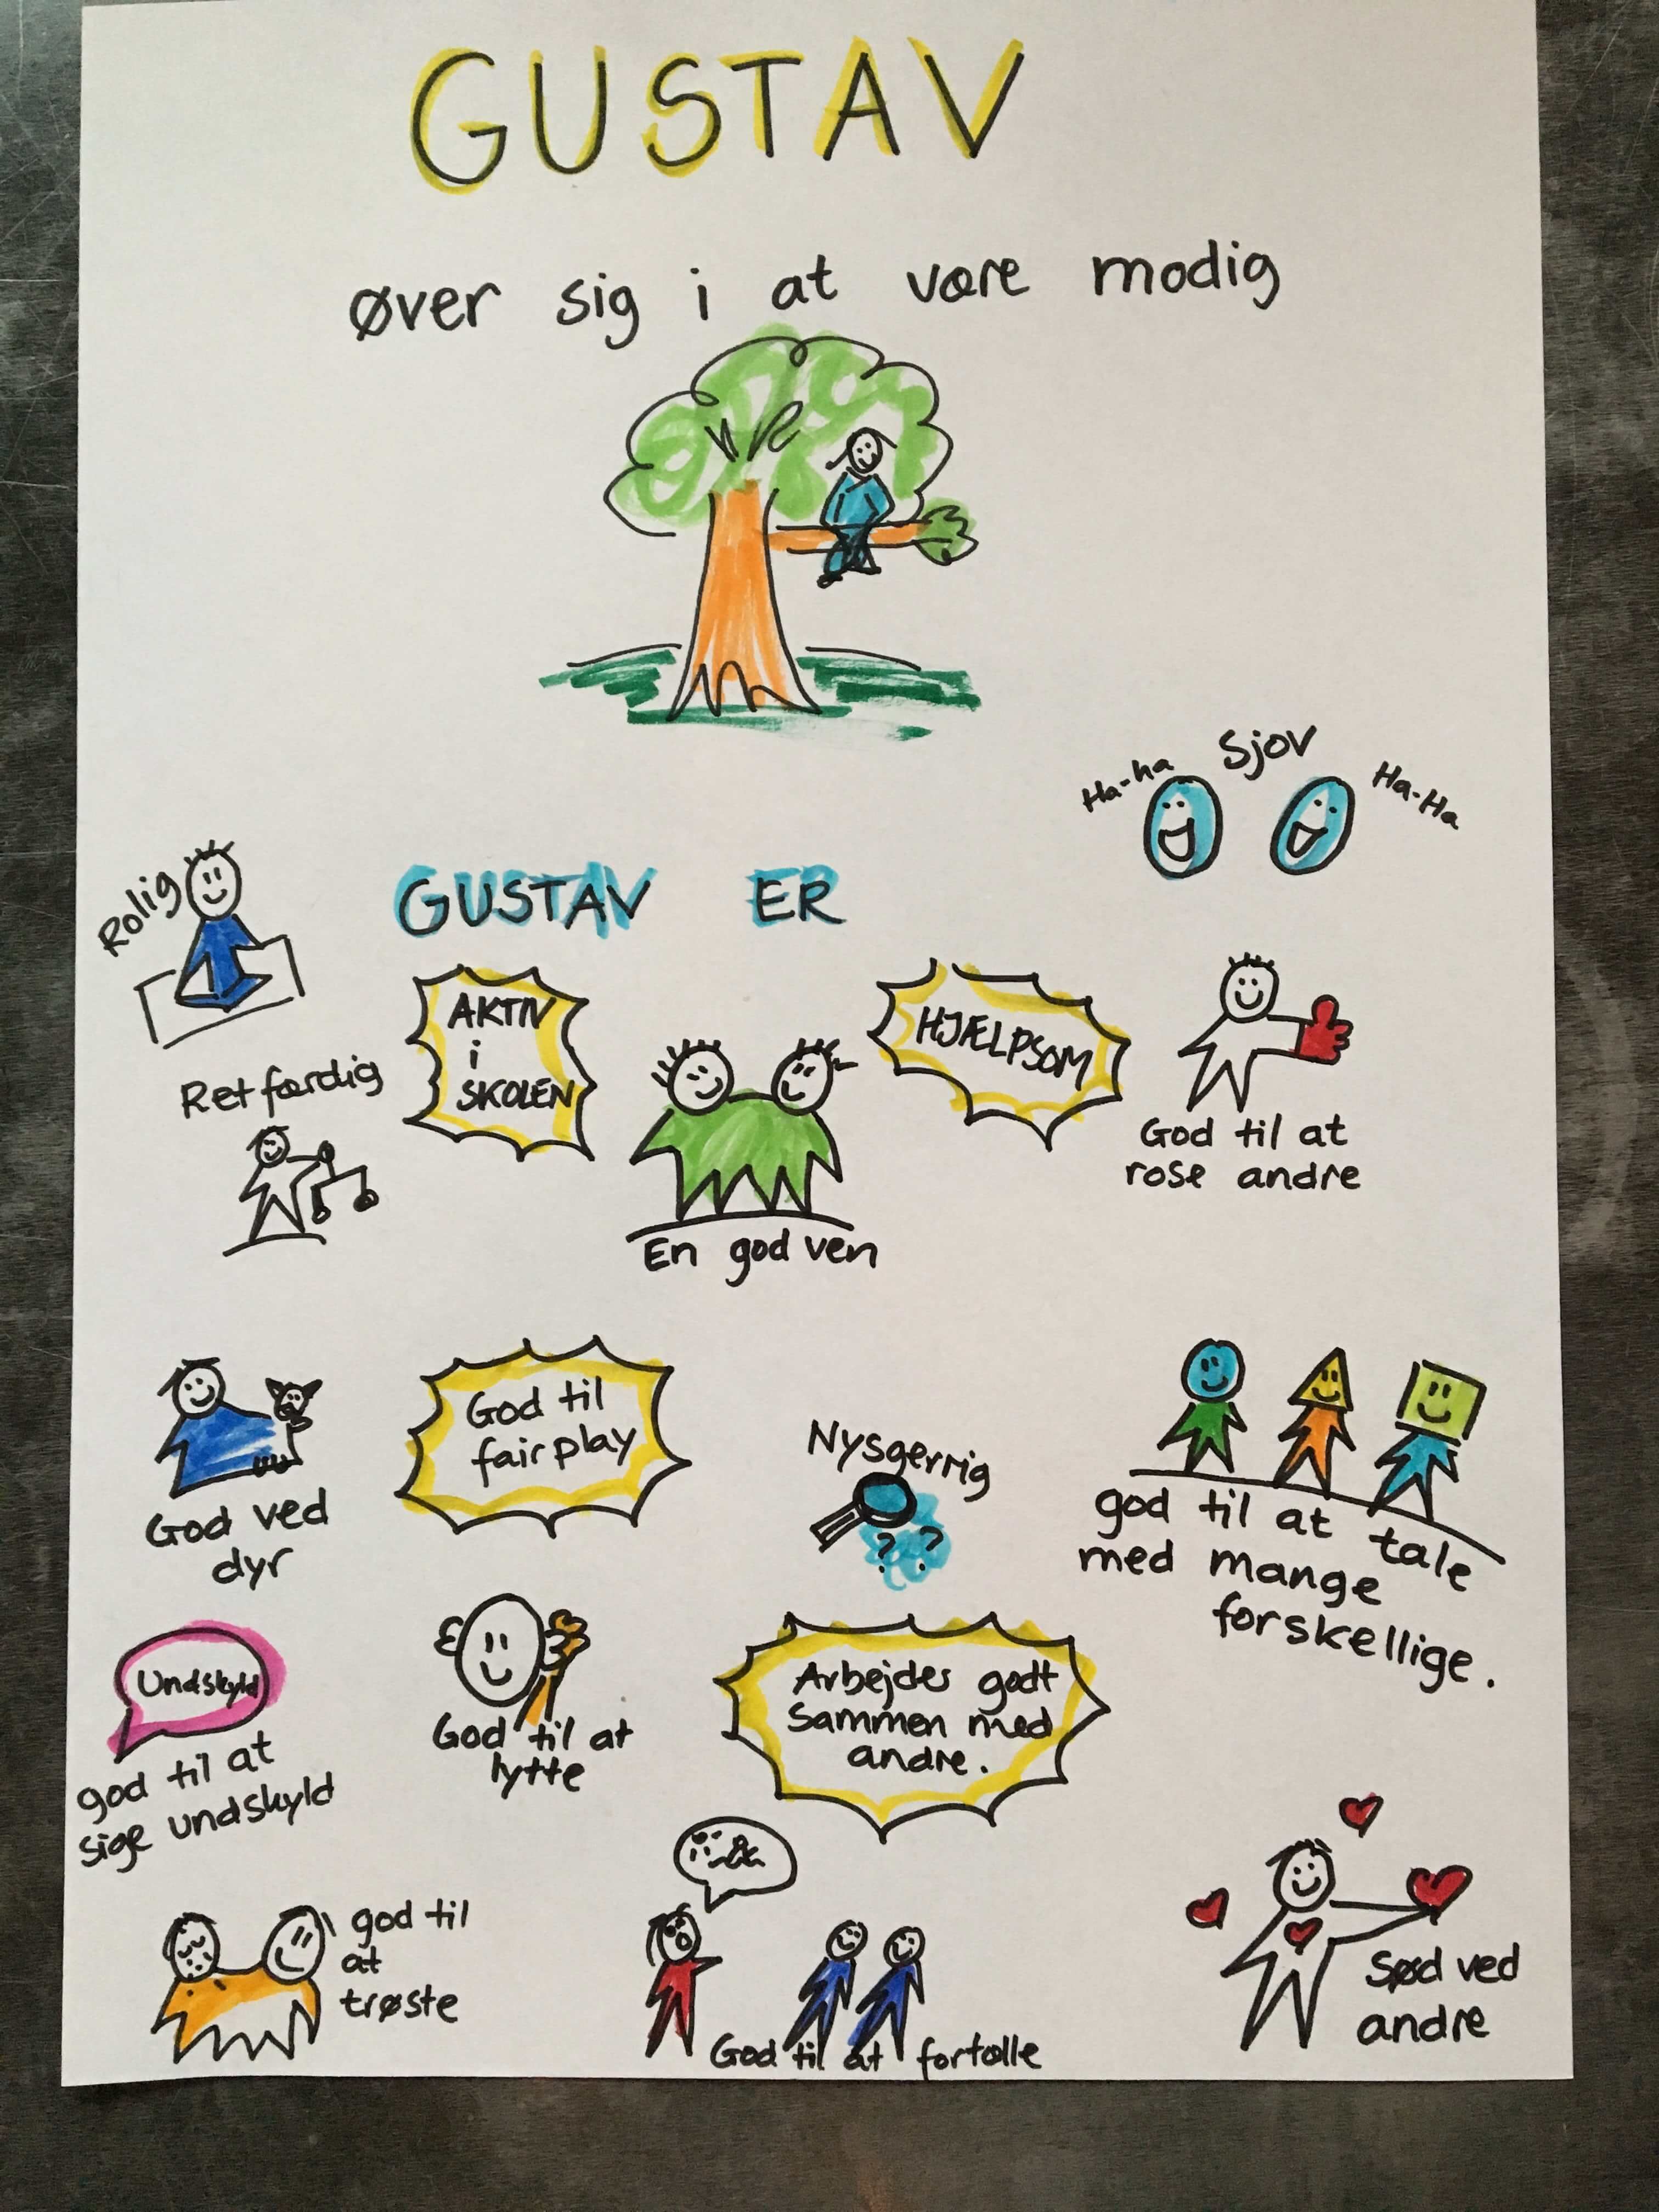 GUSTAV
øver sig i at være modig
Sjov
Ha-ha
Ha-Ha
Rolig
GUSTAV ER
AKTIV
i
SKOLEN
HJÆLPSOM
Retfærdig
God til at
rose andre
En god ven
God ved
dyr
God til
fairplay
Nysgerrig
? ?
god til at tale
med mange
forskellige.
Undskyld
god til at
sige undskyld
God til at
lytte
Arbejder godt
Sammen med
andre.
god til
at
trøste
God til at fortælle
Sød ved
andre